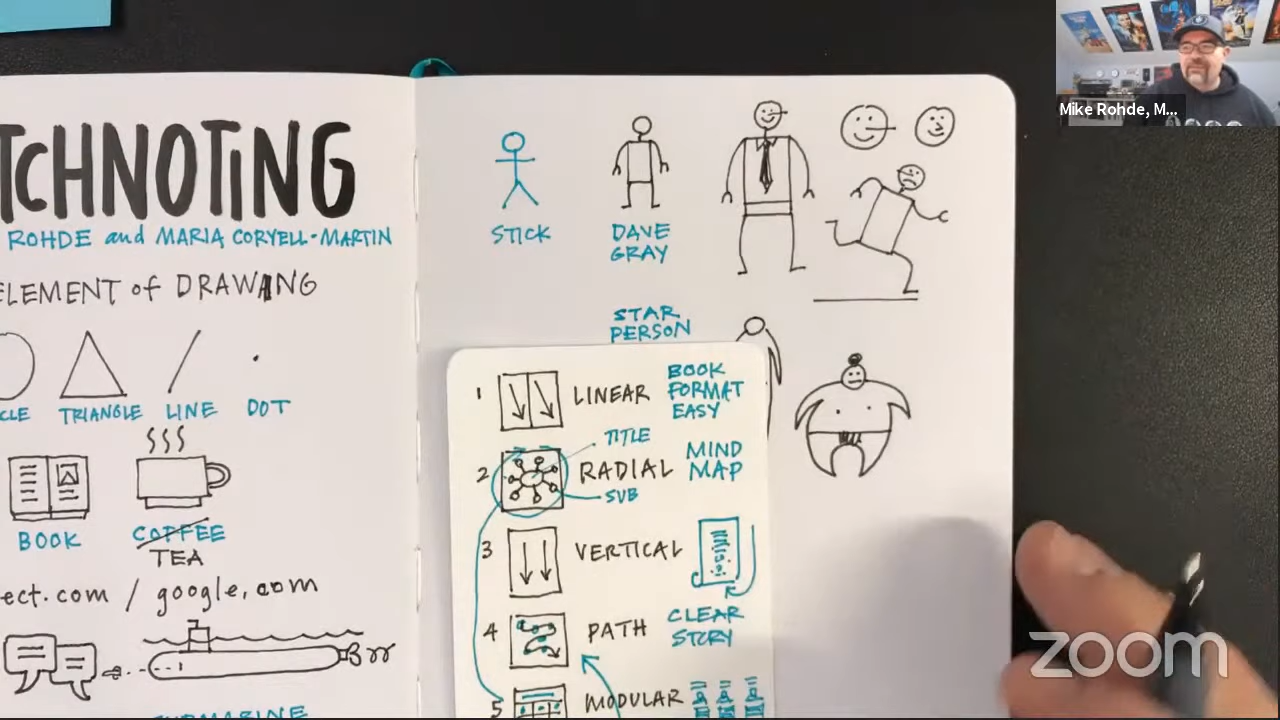 TCHNOTING
ROHDE and MARIA CORYELL-MARTIN
ELEMENT of DRAWING
CLE TRIANGLE LINE DOT
BOOK
COFFEE
TEA
ect.com / google.com
SUBMARINE
STICK
DAVE
GRAY
STAR
PERSON
1 LINEAR
BOOK
FORMAT
EASY
TITLE
2 RADIAL
MIND
MAP
SUB
3 VERTICAL
4 PATH
CLEAR
STORY
5 MODULAR
Mike Rohde, M...
zoom